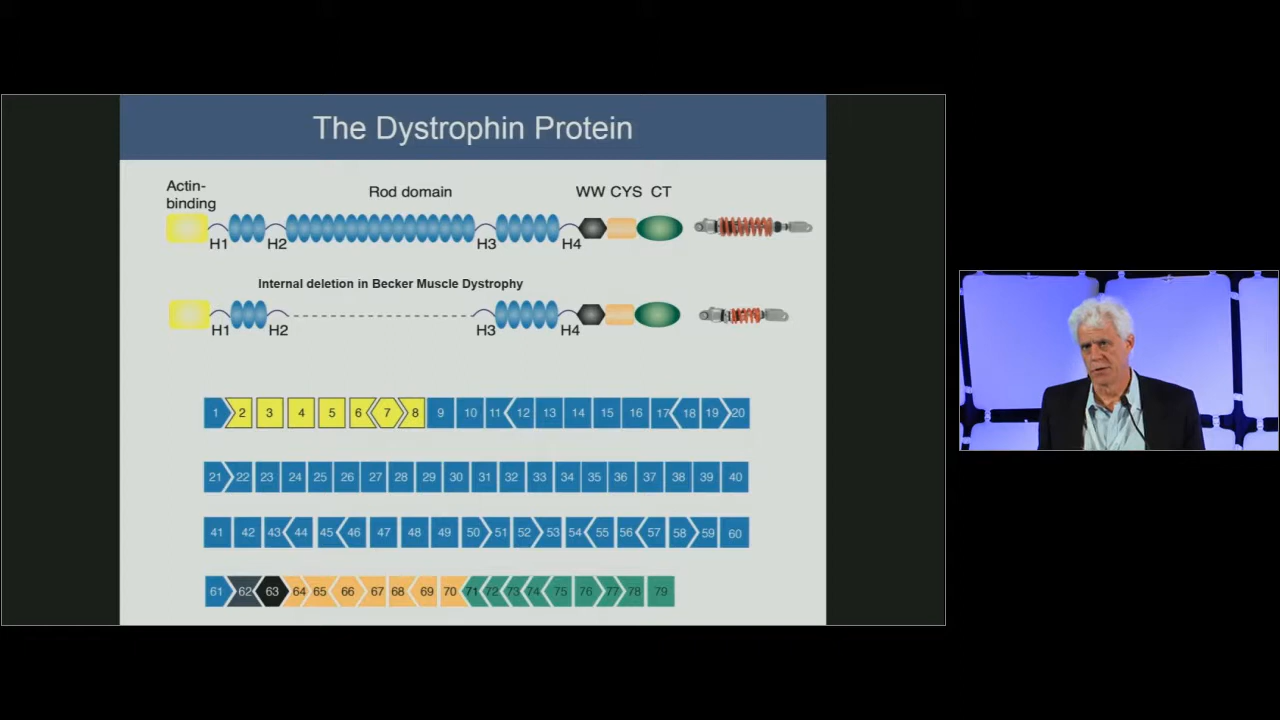 The Dystrophin Protein
Actin-
binding
Rod domain
WW CYS CT
H1 H2 H3 H4
Internal deletion in Becker Muscle Dystrophy
H1 H2 H3 H4
1 2 3 4 5 6 7 8 9 10 11 12 13 14 15 16 17 18 19 20
21 22 23 24 25 26 27 28 29 30 31 32 33 34 35 36 37 38 39 40
41 42 43 44 45 46 47 48 49 50 51 52 53 54 55 56 57 58 59 60
61 62 63 64 65 66 67 68 69 70 71 72 73 74 75 76 77 78 79